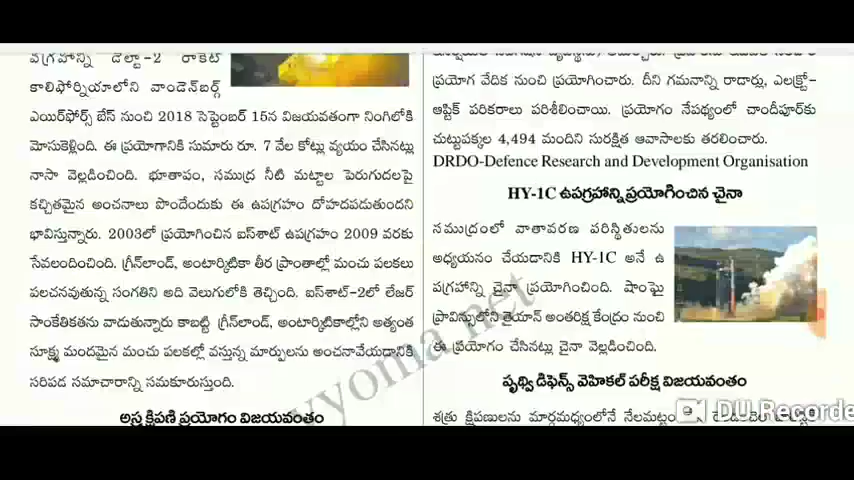 వగ్రహాన్ని డెల్టా-2 రాకెట్
కాలిఫోర్నియాలోని వాండెన్‌బర్గ్
ఎయిర్‌ఫోర్స్ బేస్ నుంచి 2018 సెప్టెంబర్ 15న విజయవతంగా నింగిలోకి
మోసుకెళ్లింది. ఈ ప్రయోగానికి సుమారు రూ. 7 వేల కోట్లు వ్యయం చేసినట్లు
నాసా వెల్లడించింది. భూతాపం, సముద్ర నీటి మట్టాల పెరుగుదలపై
కచ్చితమైన అంచనాలు పొందేందుకు ఈ ఉపగ్రహం దోహదపడుతుందని
భావిస్తున్నారు. 2003లో ప్రయోగించిన ఐస్‌శాట్ ఉపగ్రహం 2009 వరకు
సేవలందించింది. గ్రీన్‌లాండ్, అంటార్కిటికా తీర ప్రాంతాల్లో మంచు పలకలు
పలచనవుతున్న సంగతిని అది వెలుగులోకి తెచ్చింది. ఐస్‌శాట్-2లో లేజర్
సాంకేతికతను వాడుతున్నారు కాబట్టి గ్రీన్‌లాండ్, అంటార్కిటికాల్లోని అత్యంత
సూక్ష్మ మందమైన మంచు పలకల్లో వస్తున్న మార్పులను అంచనావేయడానికి
సరిపడ సమాచారాన్ని సమకూరుస్తుంది.
అస్త్ర క్షిపణి ప్రయోగం విజయవంతం
ప్రయోగ వేదిక నుంచి ప్రయోగించారు. దీని గమనాన్ని రాడార్లు, ఎలక్ట్రో-
ఆప్టిక్ పరికరాలు పరిశీలించాయి. ప్రయోగం నేపథ్యంలో చాందీపూర్‌కు
చుట్టుపక్కల 4,494 మందిని సురక్షిత ఆవాసాలకు తరలించారు.
DRDO-Defence Research and Development Organisation
HY-1C ఉపగ్రహాన్ని ప్రయోగించిన చైనా
సముద్రంలో వాతావరణ పరిస్థితులను
అధ్యయనం చేయడానికి HY-1C అనే ఉ
పగ్రహాన్ని చైనా ప్రయోగించింది. షాంఘై
ప్రావిన్సులోని తైయాన్ అంతరిక్ష కేంద్రం నుంచి
ఈ ప్రయోగం చేసినట్లు చైనా వెల్లడించింది.
పృథ్వి డిఫెన్స్ వెహికల్ పరీక్ష విజయవంతం
శత్రు క్షిపణులను మార్గమధ్యంలోనే నేలమట్టం
vyoma net
DU Recorde